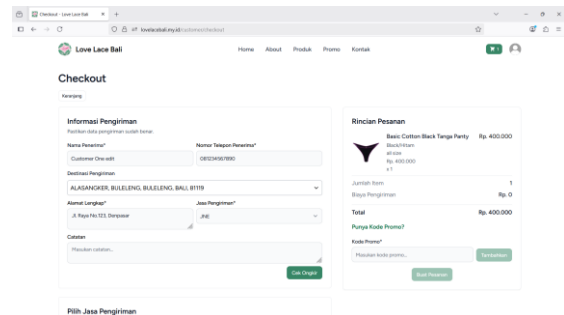 Checkout - Love Lace Bali
lovelacebali.my.id/customer/checkout
Love Lace Bali
Home
About
Produk
Promo
Kontak
Checkout
Keranjang
Informasi Pengiriman
Pastikan data pengiriman sudah benar.
Nama Penerima*
Nomor Telepon Penerima*
Customer One edit
081234567890
Destinasi Pengiriman
ALASANGKER, BULELENG, BULELENG, BALI, 81119
Alamat Lengkap*
Jasa Pengiriman*
Jl. Raya No.123, Denpasar
JNE
Catatan
Masukan catatan...
Cek Ongkir
Pilih Jasa Pengiriman
Rincian Pesanan
Basic Cotton Black Tanga Panty
Rp. 400.000
Black/Hitam
all size
Rp. 400.000
x 1
Jumlah Item
1
Biaya Pengiriman
Rp. 0
Total
Rp. 400.000
Punya Kode Promo?
Kode Promo*
Masukan kode promo...
Tambahkan
Buat Pesanan